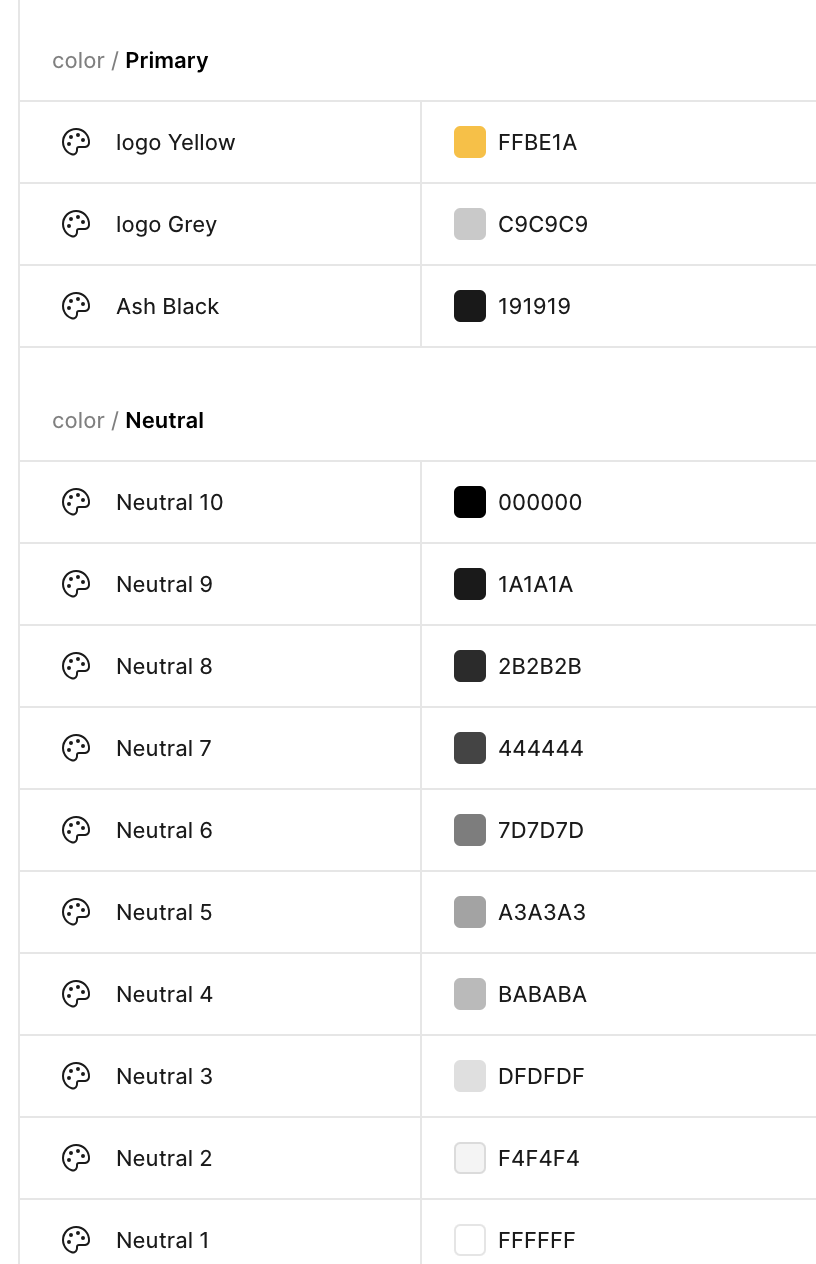 color / Primary
logo Yellow FFBE1A
logo Grey C9C9C9
Ash Black 191919
color / Neutral
Neutral 10 000000
Neutral 9 1A1A1A
Neutral 8 2B2B2B
Neutral 7 444444
Neutral 6 7D7D7D
Neutral 5 A3A3A3
Neutral 4 BABABA
Neutral 3 DFDFDF
Neutral 2 F4F4F4
Neutral 1 FFFFFF